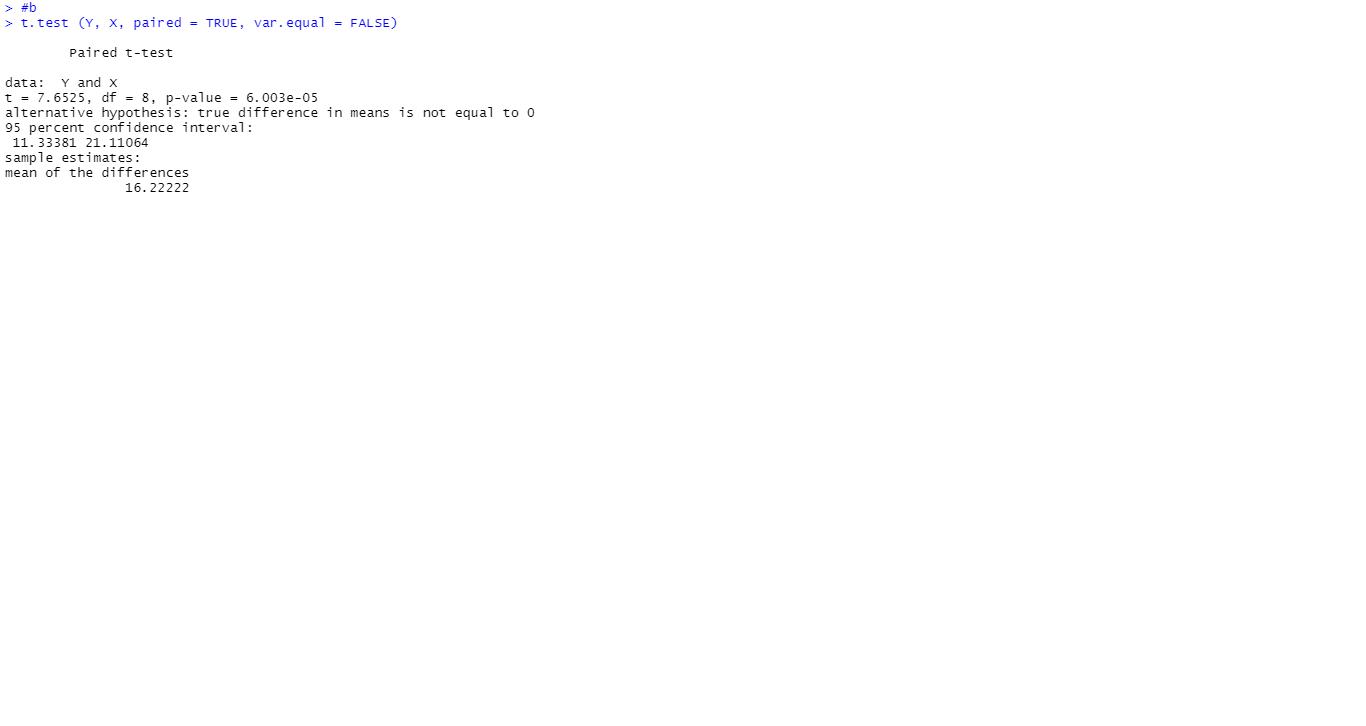 > #b
> t.test (Y, X, paired = TRUE, var.equal = FALSE)
Paired t-test
data:  Y and X
t = 7.6525, df = 8, p-value = 6.003e-05
alternative hypothesis: true difference in means is not equal to 0
95 percent confidence interval:
11.33381 21.11064
sample estimates:
mean of the differences
16.22222